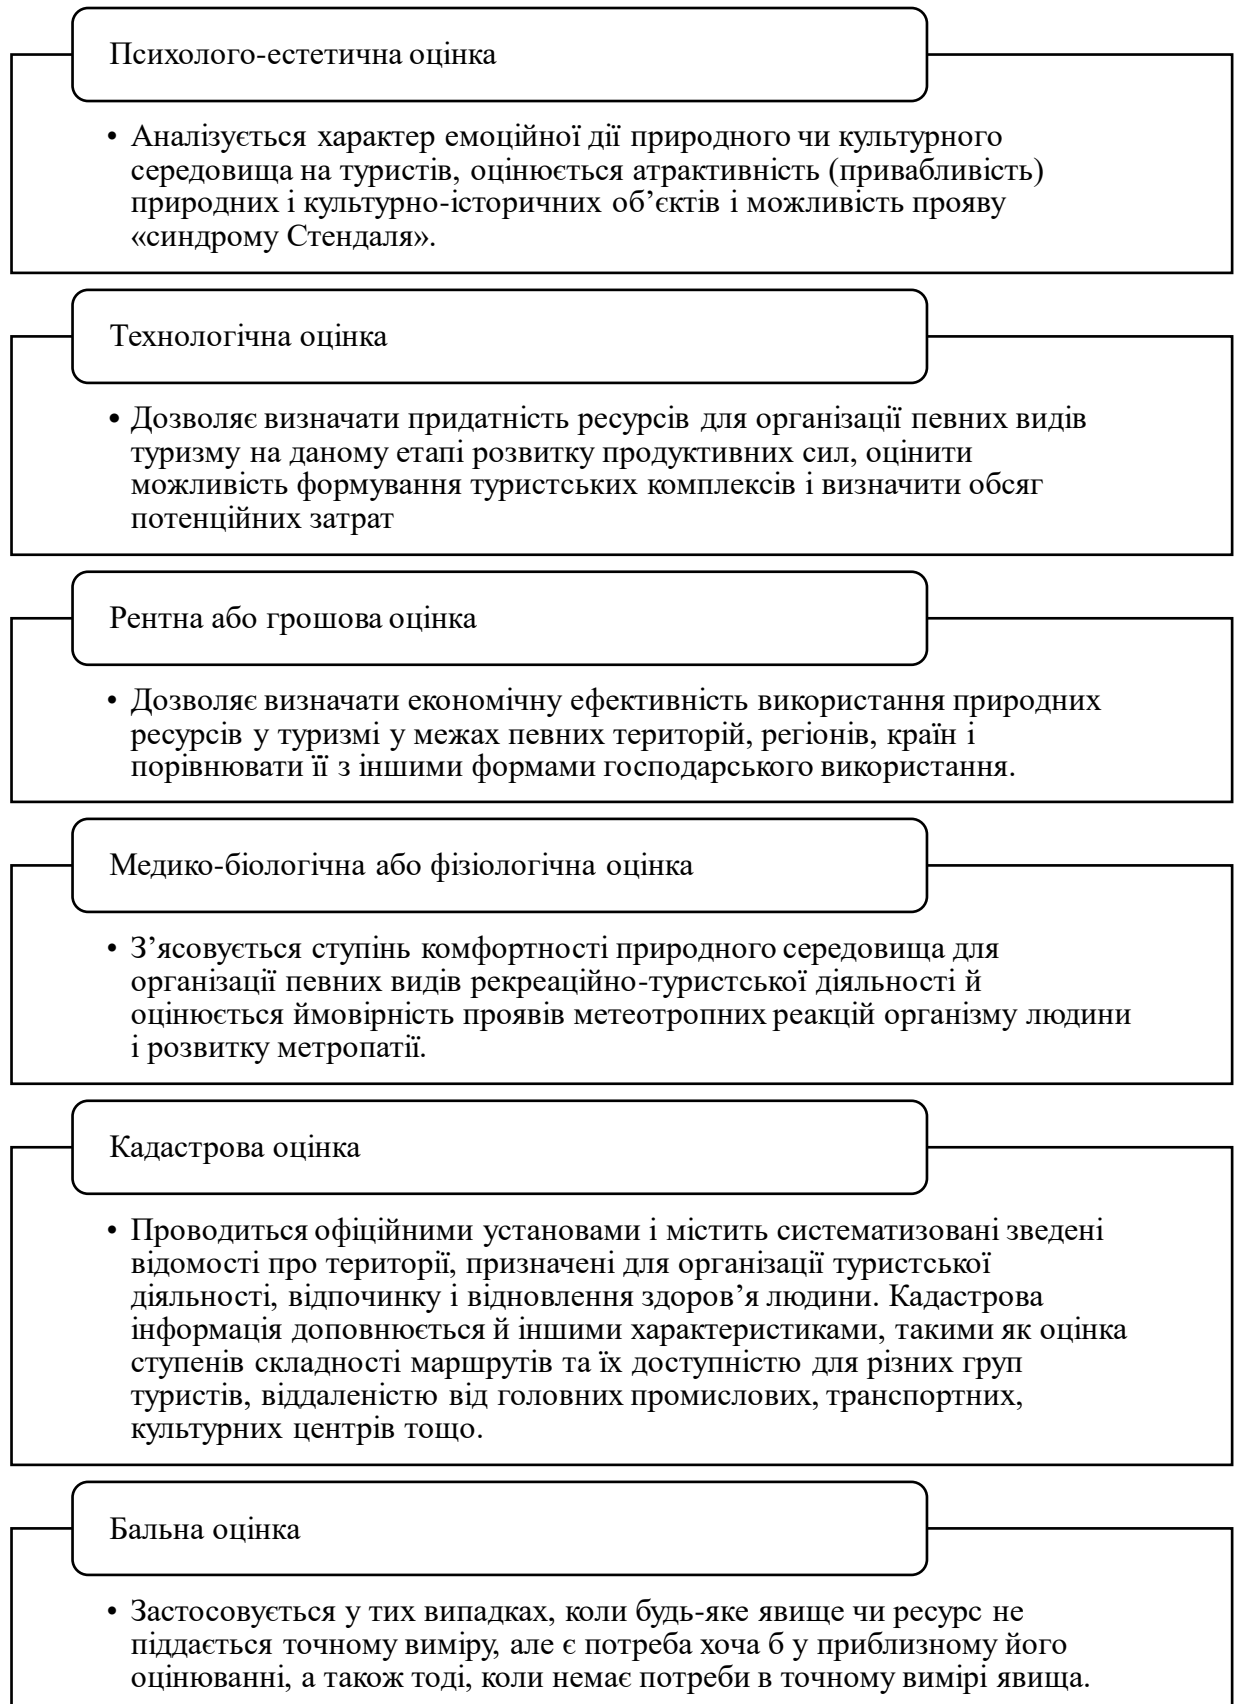 Психолого-естетична оцінка
• Аналізується характер емоційної дії природного чи культурного
середовища на туристів, оцінюється атрактивність (привабливість)
природних і культурно-історичних об’єктів і можливість прояву
«синдрому Стендаля».
Технологічна оцінка
• Дозволяє визначати придатність ресурсів для організації певних видів
туризму на даному етапі розвитку продуктивних сил, оцінити
можливість формування туристських комплексів і визначити обсяг
потенційних затрат
Рентна або грошова оцінка
• Дозволяє визначати економічну ефективність використання природних
ресурсів у туризмі у межах певних територій, регіонів, країн і
порівнювати її з іншими формами господарського використання.
Медико-біологічна або фізіологічна оцінка
• З’ясовується ступінь комфортності природного середовища для
організації певних видів рекреаційно-туристської діяльності й
оцінюється ймовірність проявів метеотропних реакцій організму людини
і розвитку метропатії.
Кадастрова оцінка
• Проводиться офіційними установами і містить систематизовані зведені
відомості про території, призначені для організації туристської
діяльності, відпочинку і відновлення здоров’я людини. Кадастрова
інформація доповнюється й іншими характеристиками, такими як оцінка
ступенів складності маршрутів та їх доступністю для різних груп
туристів, віддаленістю від головних промислових, транспортних,
культурних центрів тощо.
Бальна оцінка
• Застосовується у тих випадках, коли будь-яке явище чи ресурс не
піддається точному виміру, але є потреба хоча б у приблизному його
оцінюванні, а також тоді, коли немає потреби в точному вимірі явища.